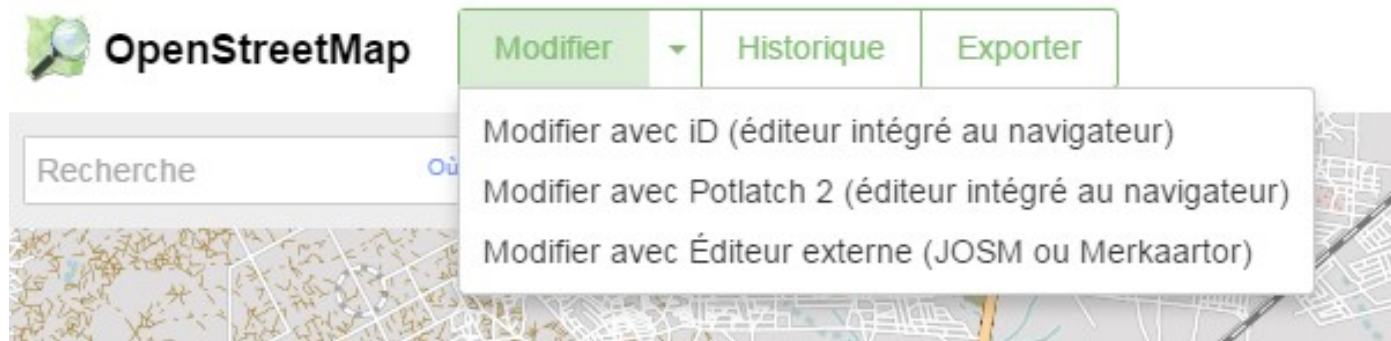 OpenStreetMap Modifier Historique Exporter
Modifier avec iD (éditeur intégré au navigateur)
Recherche Où
Modifier avec Potlatch 2 (éditeur intégré au navigateur)
Modifier avec Éditeur externe (JOSM ou Merkaartor)